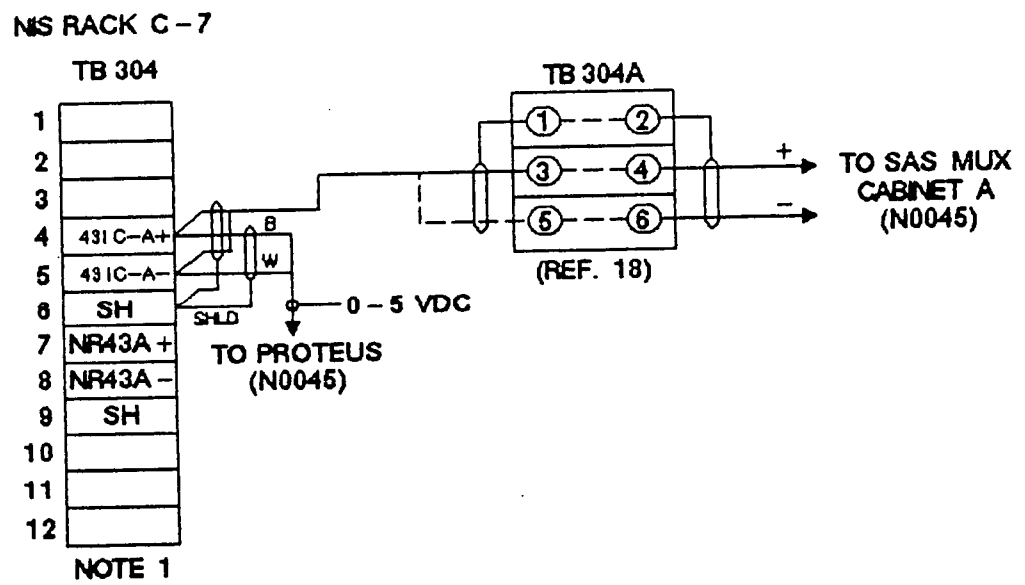 NIS RACK C-7
TB 304
1
2
3
4 431C-A+
5 431C-A-
6 SH
7 NR43A+
8 NR43A-
9 SH
10
11
12
NOTE 1
B
W
SHLD
0-5 VDC
TO PROTEUS
(N0045)
TB 304A
1 2
3 4
5 6
(REF. 18)
+
-
TO SAS MUX
CABINET A
(N0045)